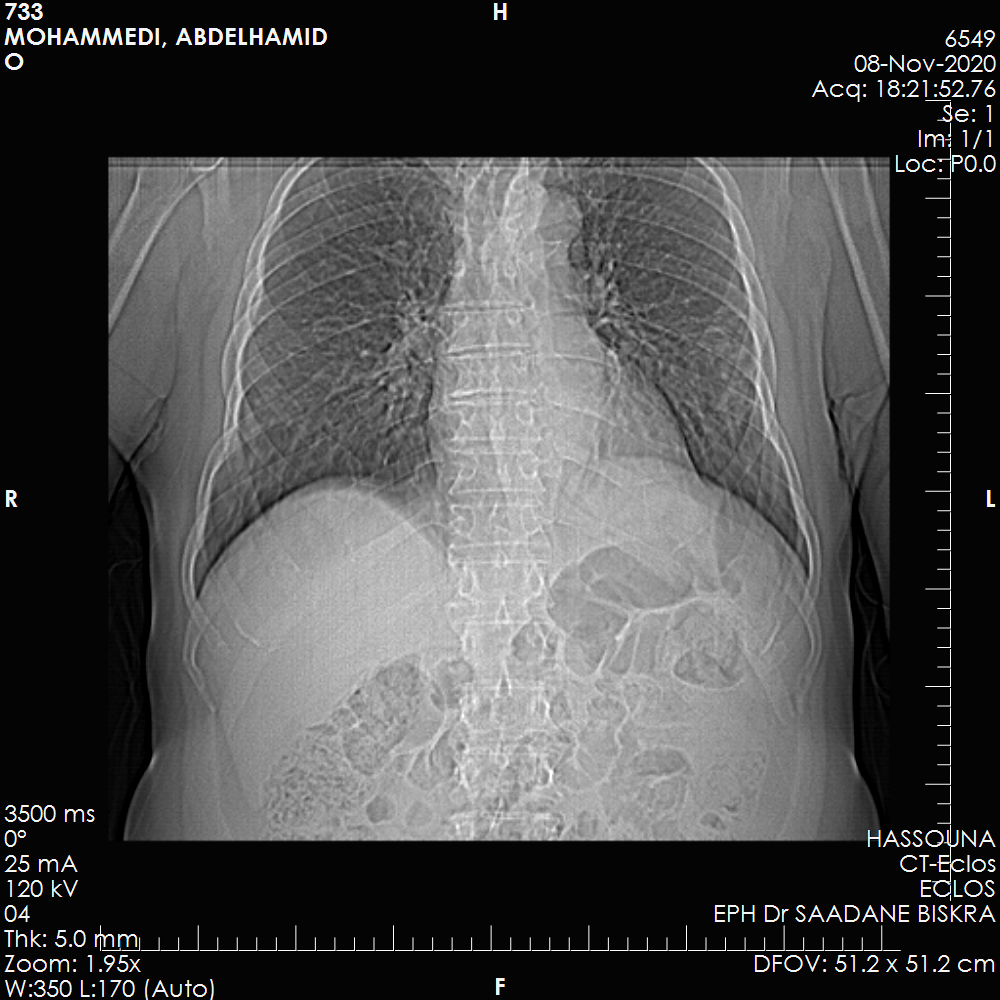 733
MOHAMMEDI, ABDELHAMID
O
H
6549
08-Nov-2020
Acq: 18:21:52.76
Se: 1
Im: 1/1
Loc: P0.0
R
L
3500 ms
0°
25 mA
120 kV
04
Thk: 5.0 mm
Zoom: 1.95x
W:350 L:170 (Auto)
F
HASSOUNA
CT-Eclos
ECLOS
EPH Dr SAADANE BISKRA
DFOV: 51.2 x 51.2 cm